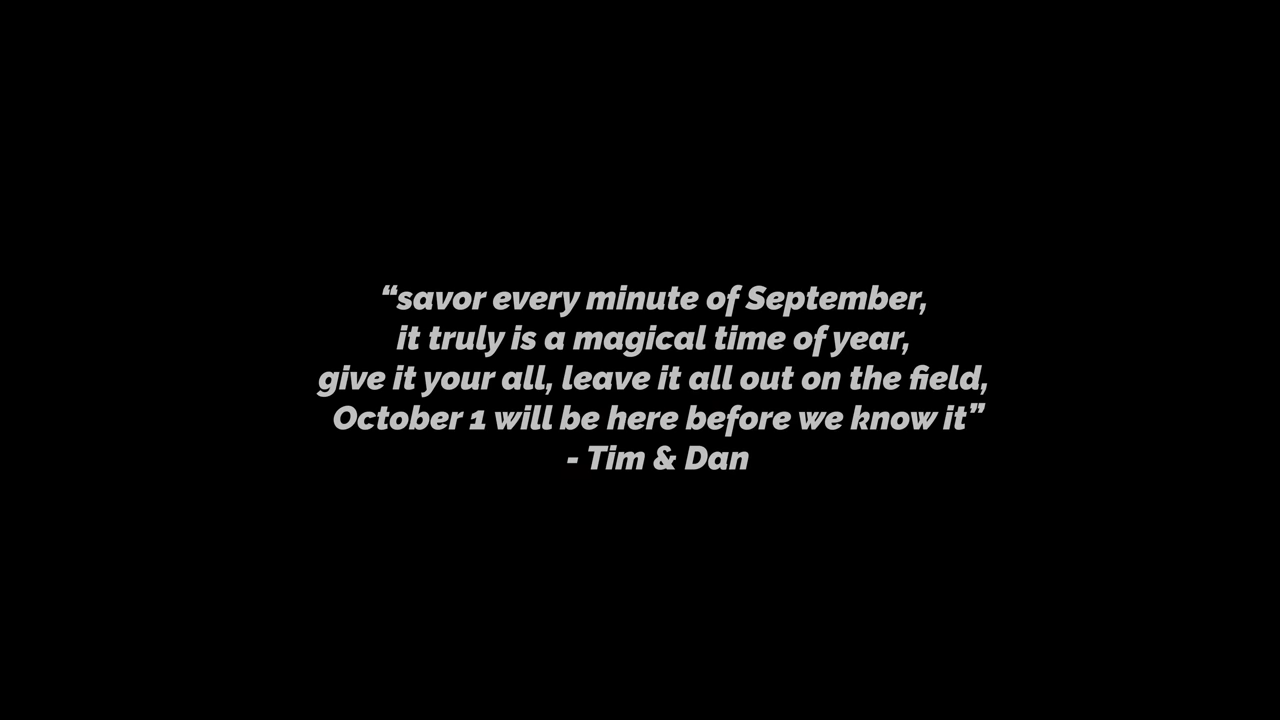 “savor every minute of September,
it truly is a magical time of year,
give it your all, leave it all out on the field,
October 1 will be here before we know it”
- Tim & Dan